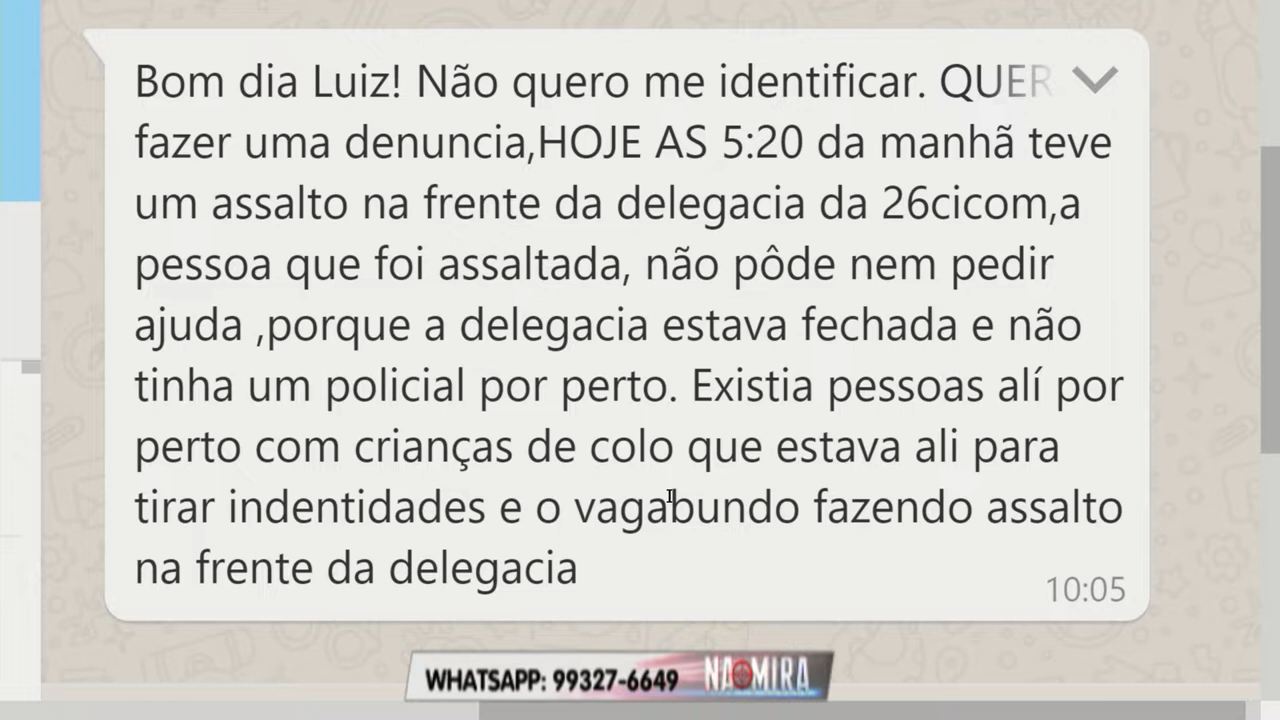 Bom dia Luiz! Não quero me identificar. QUER
fazer uma denuncia,HOJE AS 5:20 da manhã teve
um assalto na frente da delegacia da 26cicom,a
pessoa que foi assaltada, não pôde nem pedir
ajuda ,porque a delegacia estava fechada e não
tinha um policial por perto. Existia pessoas alí por
perto com crianças de colo que estava ali para
tirar indentidades e o vagabundo fazendo assalto
na frente da delegacia
10:05
WHATSAPP: 99327-6649 NA MIRA